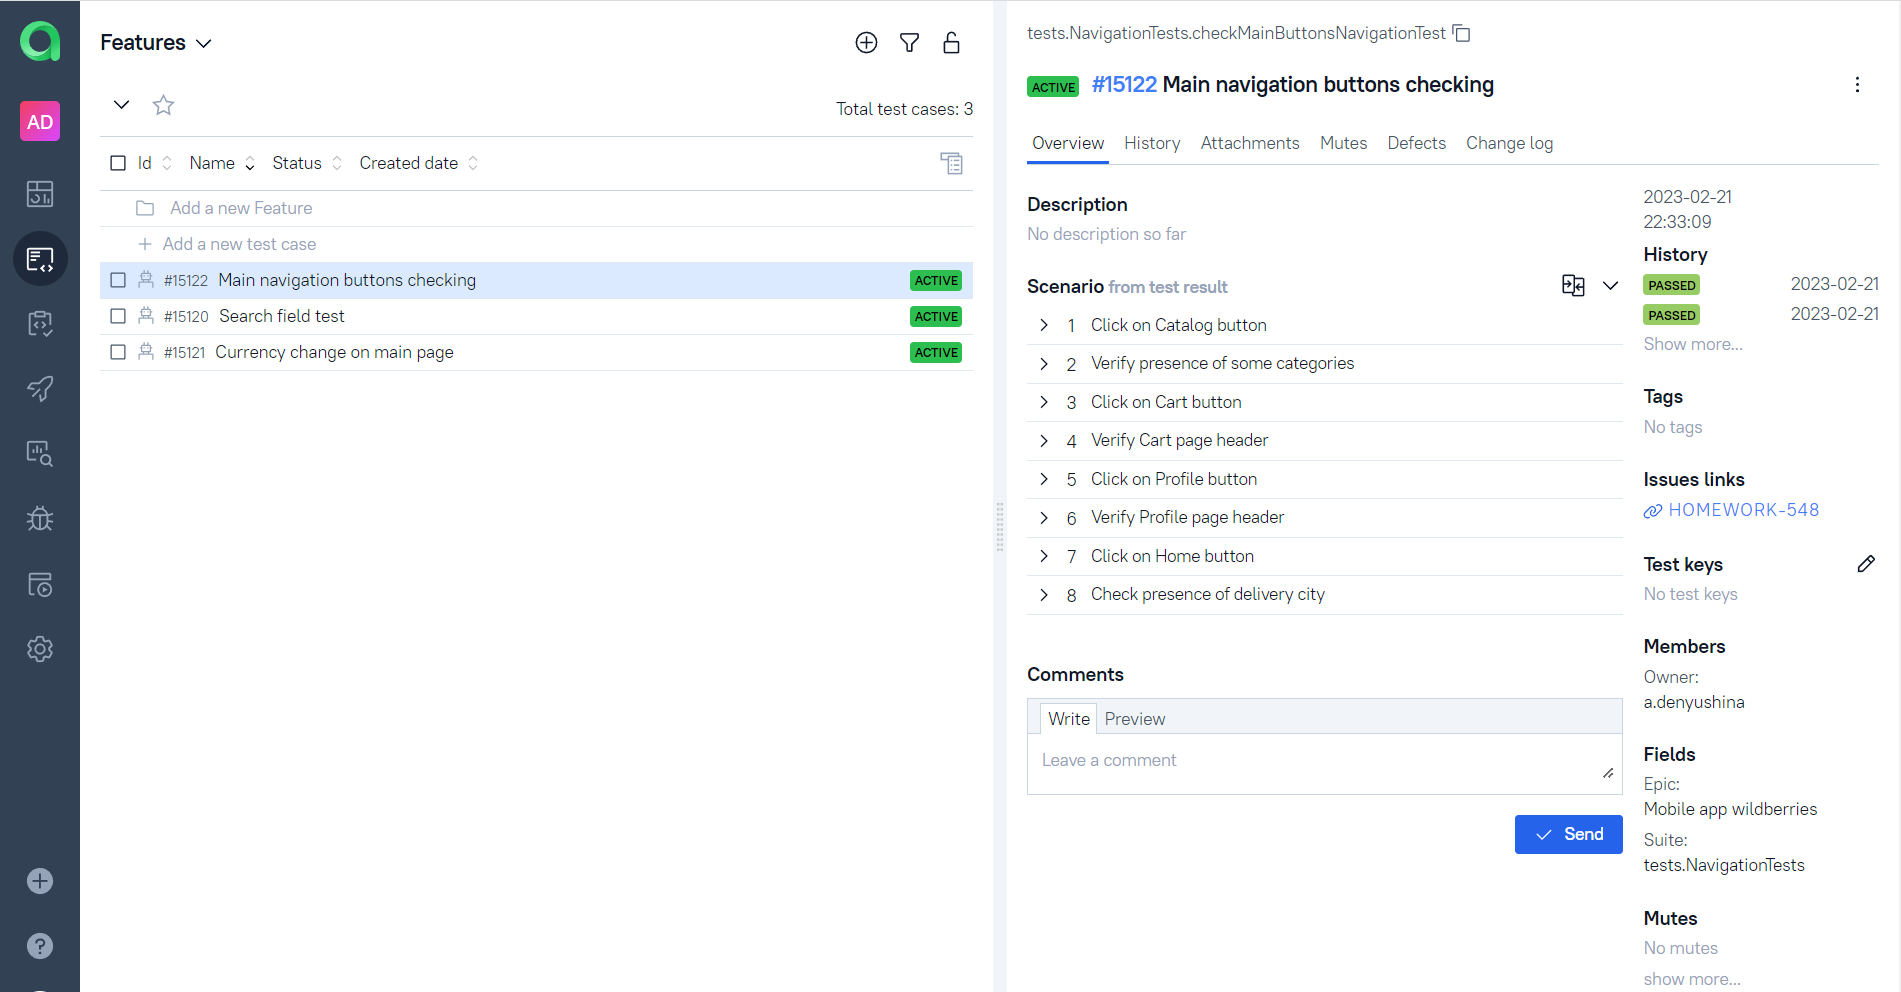 AD
Features
Total test cases: 3
Id Name Status Created date
Add a new Feature
Add a new test case
#15122 Main navigation buttons checking ACTIVE
#15120 Search field test ACTIVE
#15121 Currency change on main page ACTIVE
tests.NavigationTests.checkMainButtonsNavigationTest
ACTIVE #15122 Main navigation buttons checking
Overview History Attachments Mutes Defects Change log
Description
No description so far
Scenario from test result
1 Click on Catalog button
2 Verify presence of some categories
3 Click on Cart button
4 Verify Cart page header
5 Click on Profile button
6 Verify Profile page header
7 Click on Home button
8 Check presence of delivery city
Comments
Write Preview
Leave a comment
Send
2023-02-21
22:33:09
History
PASSED 2023-02-21
PASSED 2023-02-21
Show more...
Tags
No tags
Issues links
HOMEWORK-548
Test keys
No test keys
Members
Owner:
a.denyushina
Fields
Epic:
Mobile app wildberries
Suite:
tests.NavigationTests
Mutes
No mutes
show more...